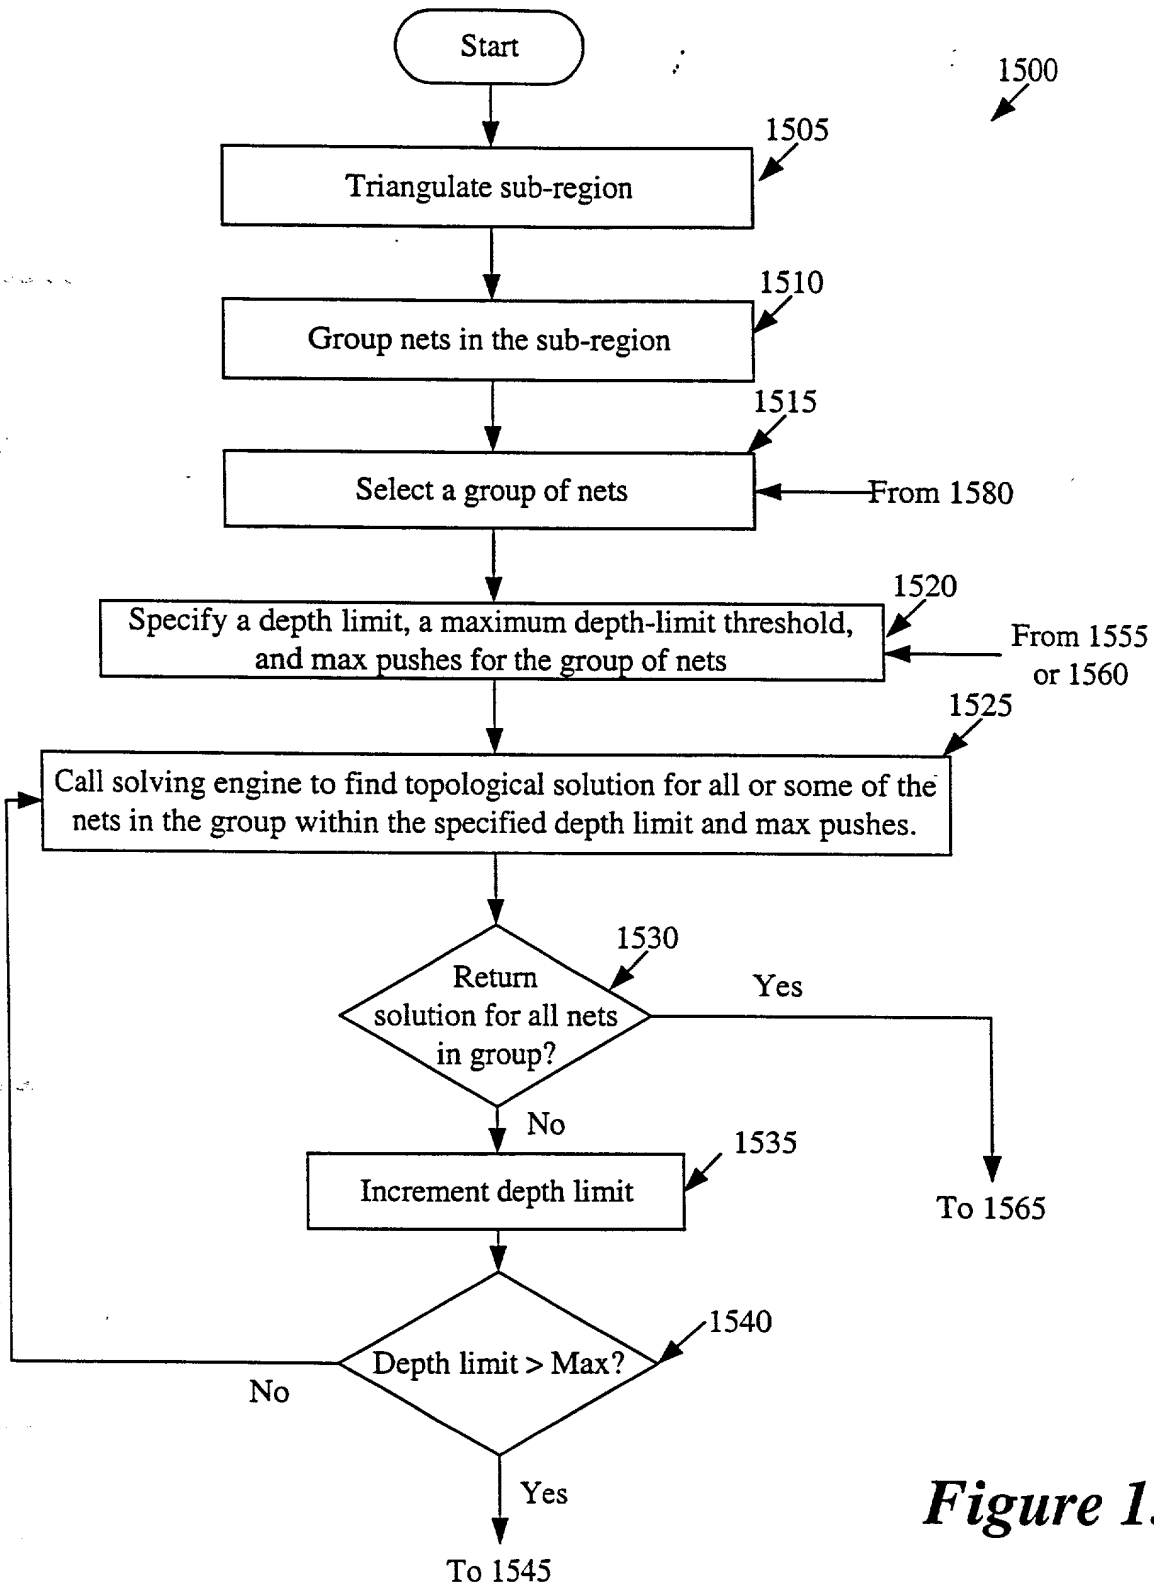 Start
1500
1505
Triangulate sub-region
1510
Group nets in the sub-region
1515
Select a group of nets
From 1580
1520
Specify a depth limit, a maximum depth-limit threshold,
and max pushes for the group of nets
From 1555
or 1560
1525
Call solving engine to find topological solution for all or some of the
nets in the group within the specified depth limit and max pushes.
1530
Return
solution for all nets
in group?
Yes
No
1535
Increment depth limit
To 1565
1540
Depth limit > Max?
No
Yes
To 1545
Figure